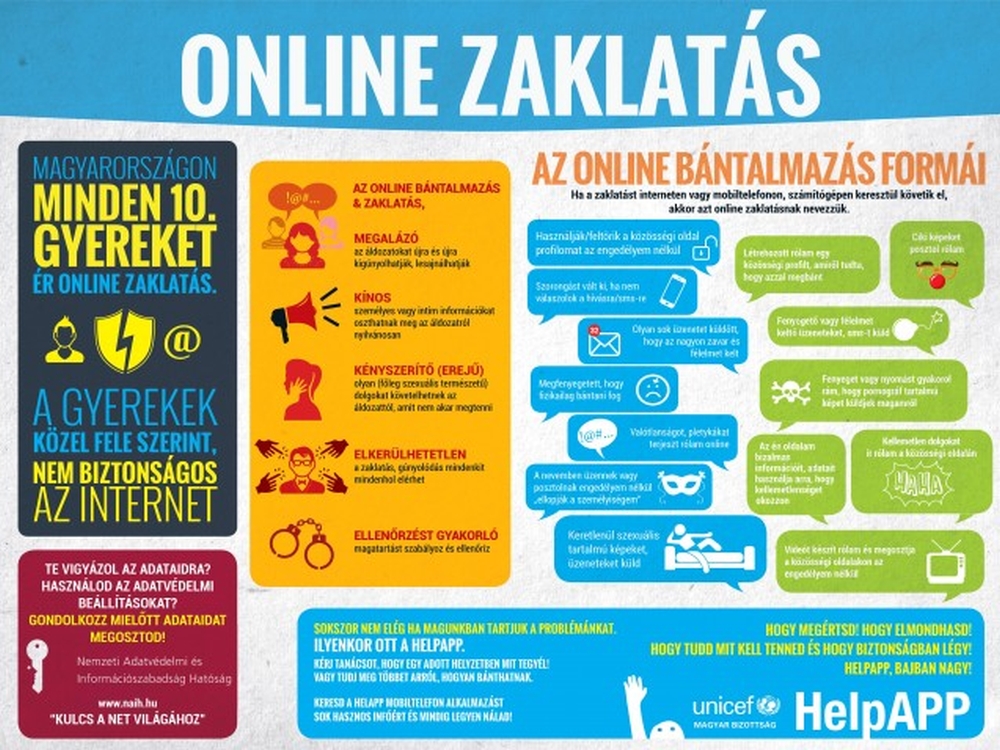 ONLINE ZAKLATÁS
MAGYARORSZÁGON
MINDEN 10.
GYEREKET
ÉR ONLINE ZAKLATÁS.
@
A GYEREKEK
KÖZEL FELE SZERINT,
NEM BIZTONSÁGOS
AZ INTERNET
TE VIGYÁZOL AZ ADATAIDRA?
HASZNÁLOD AZ ADATVÉDELMI
BEÁLLÍTÁSOKAT?
GONDOLKOZZ MIELŐTT ADATAIDAT
MEGOSZTOD!
Nemzeti Adatvédelmi és
Információszabadság Hatóság
www.naih.hu
"KULCS A NET VILÁGÁHOZ"
!@#...
AZ ONLINE BÁNTALMAZÁS
& ZAKLATÁS,
MEGALÁZÓ
az áldozatokat újra és újra
kigúnyolhatják, lesajnálhatják
KÍNOS
személyes vagy intim információkat
oszthatnak meg az áldozatról
nyilvánosan
KÉNYSZERÍTŐ (EREJŰ)
olyan (főleg szexuális természetű)
dolgokat követelhetnek az
áldozattól, amit nem akar megtenni
ELKERÜLHETETLEN
a zaklatás, gúnyolódás mindenkit
mindenhol elérhet
ELLENŐRZÉST GYAKORLÓ
magatartást szabályoz és ellenőriz
AZ ONLINE BÁNTALMAZÁS FORMÁI
Ha a zaklatást interneten vagy mobiltelefonon, számítógépen keresztül követik el,
akkor azt online zaklatásnak nevezzük.
Használják/feltörik a közösségi oldal
profilomat az engedélyem nélkül
Szorongást vált ki, ha nem
válaszolok a hívásra/sms-re
Olyan sok üzenetet küldött,
hogy az nagyon zavar és
félelmet kelt
Megfenyegetett, hogy
fizikailag bántani fog
!@#...
Valótlanságot, pletykákat
terjeszt rólam online
A nevemben üzennek vagy
posztolnak engedélyem nélkül
„ellopják a személyiségem"
Keretlenül szexuális
tartalmú képeket,
üzeneteket küld
Létrehozott rólam egy
közösségi profilt, amiről tudta,
hogy azzal megbánt
Ciki képeket
posztol rólam
Fenyegető vagy félelmet
keltő üzeneteket, sms-t küld
Fenyeget vagy nyomást gyakorol
rám, hogy pornográf tartalmú
képet küldjek magamról
Az én oldalam
bizalmas
információit, adatait
használja arra, hogy
kellemetlenséget
okozzon
Kellemetlen dolgokat
ír rólam a közösségi oldalán
HAHA
Videót készít rólam és megosztja
a közösségi oldalakon az
engedélyem nélkül
SOKSZOR NEM ELÉG HA MAGUNKBAN TARTJUK A PROBLÉMÁNKAT.
ILYENKOR OTT A HELPAPP.
KÉRJ TANÁCSOT, HOGY EGY ADOTT HELYZETBEN MIT TEGYÉL!
VAGY TUDJ MEG TÖBBET ARRÓL, HOGYAN BÁNTHATNAK.
KERESD A HELAPP MOBILTELEFON ALKALMAZÁST
SOK HASZNOS INFÓÉRT ÉS MINDIG LEGYEN NÁLAD!
HOGY MEGÉRTSD! HOGY ELMONDHASD!
HOGY TUDD MIT KELL TENNED ÉS HOGY BIZTONSÁGBAN LÉGY!
HELPAPP, BAJBAN NAGY!
unicef
MAGYAR BIZOTTSÁG
HelpAPP